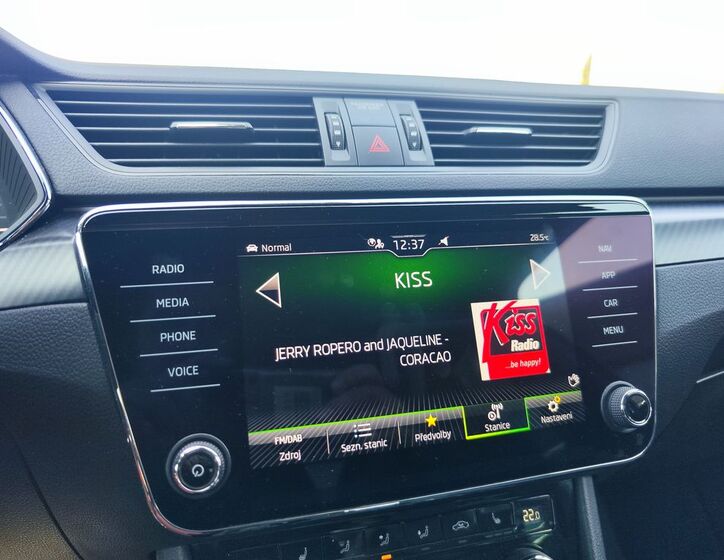 Normal
12:37
28.5°C
RADIO
MEDIA
PHONE
VOICE
KISS
JERRY ROPERO and JAQUELINE -
CORACAO
Kiss
Radio
...be happy!
NAV
APP
CAR
MENU
FM/DAB
Zdroj
Sezn. stanic
Předvolby
Stanice
Nastavení
22.0